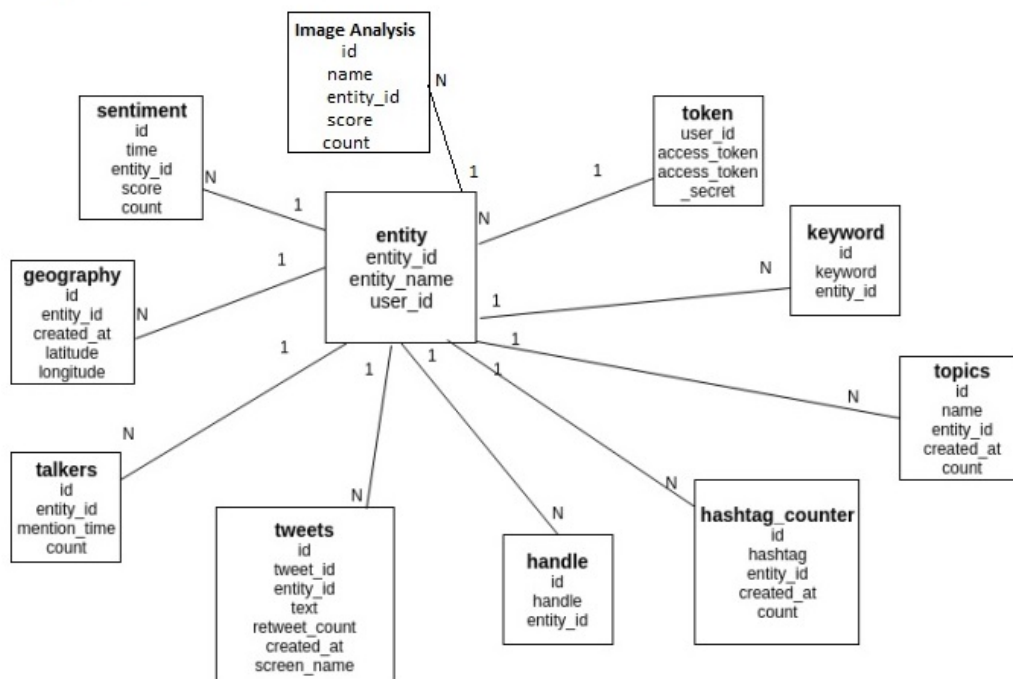 Image Analysis
id
name
entity_id
score
count
N
1
sentiment
id
time
entity_id
score
count
N
1
token
user_id
access_token
access_token
_secret
1
N
entity
entity_id
entity_name
user_id
keyword
id
keyword
entity_id
N
1
geography
id
entity_id
created_at
latitude
longitude
N
1
topics
id
name
entity_id
created_at
count
N
1
talkers
id
entity_id
mention_time
count
N
1
tweets
id
tweet_id
entity_id
text
retweet_count
created_at
screen_name
N
1
handle
id
handle
entity_id
N
1
hashtag_counter
id
hashtag
entity_id
created_at
count
N
1